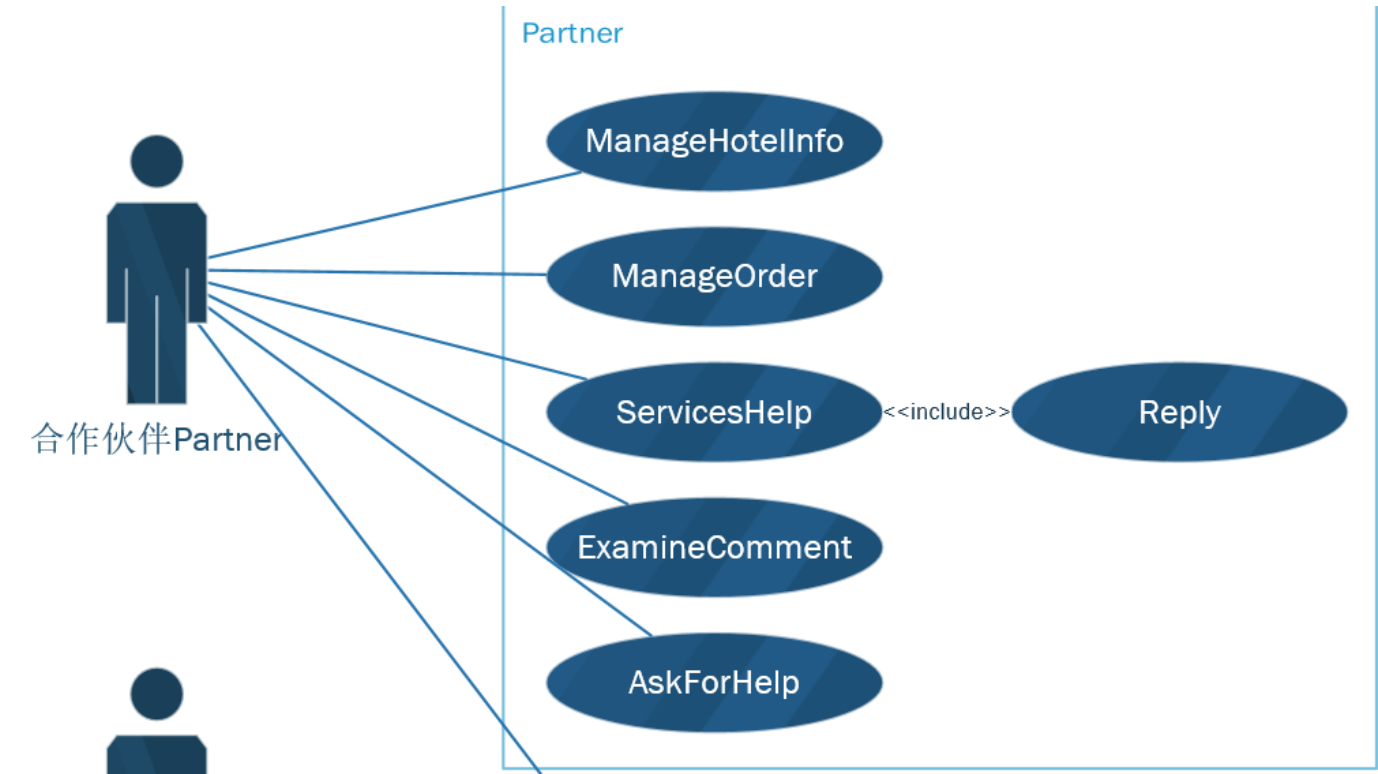 Partner
ManageHotelInfo
ManageOrder
ServicesHelp
<<include>>
Reply
合作伙伴Partner
ExamineComment
AskForHelp